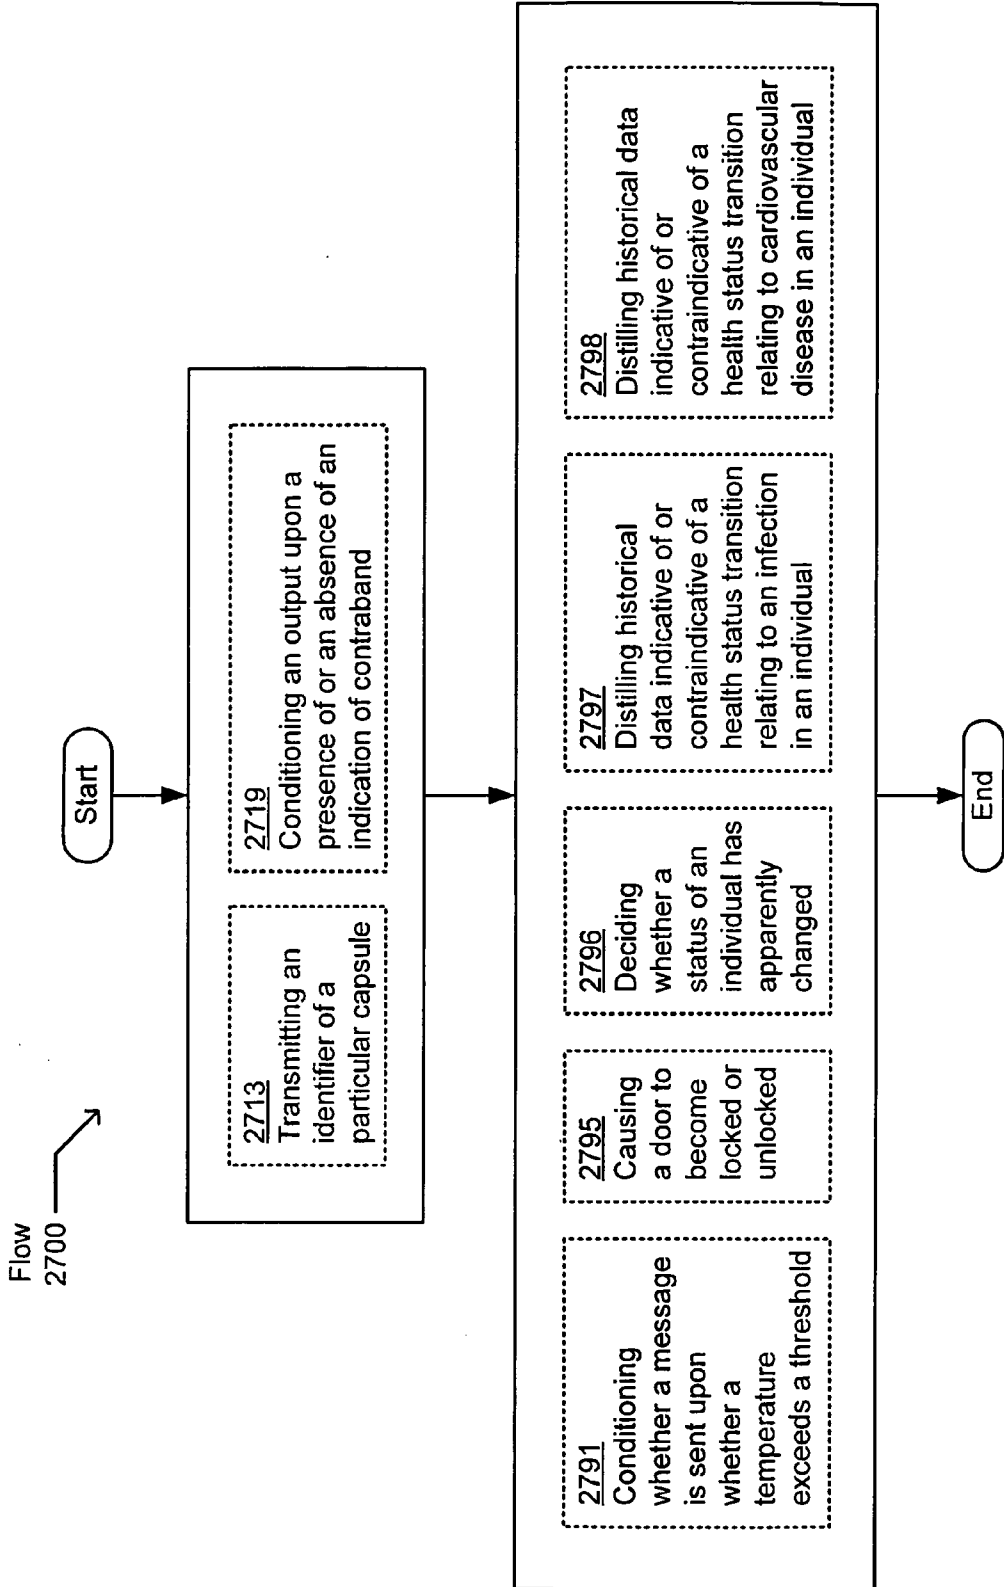 Flow
2700
Start
2713
Transmitting an
identifier of a
particular capsule
2719
Conditioning an output upon a
presence of or an absence of an
indication of contraband
2791
Conditioning
whether a message
is sent upon
whether a
temperature
exceeds a threshold
2795
Causing
a door to
become
locked or
unlocked
2796
Deciding
whether a
status of an
individual has
apparently
changed
2797
Distilling historical
data indicative of or
contraindicative of a
health status transition
relating to an infection
in an individual
2798
Distilling historical data
indicative of or
contraindicative of a
health status transition
relating to cardiovascular
disease in an individual
End